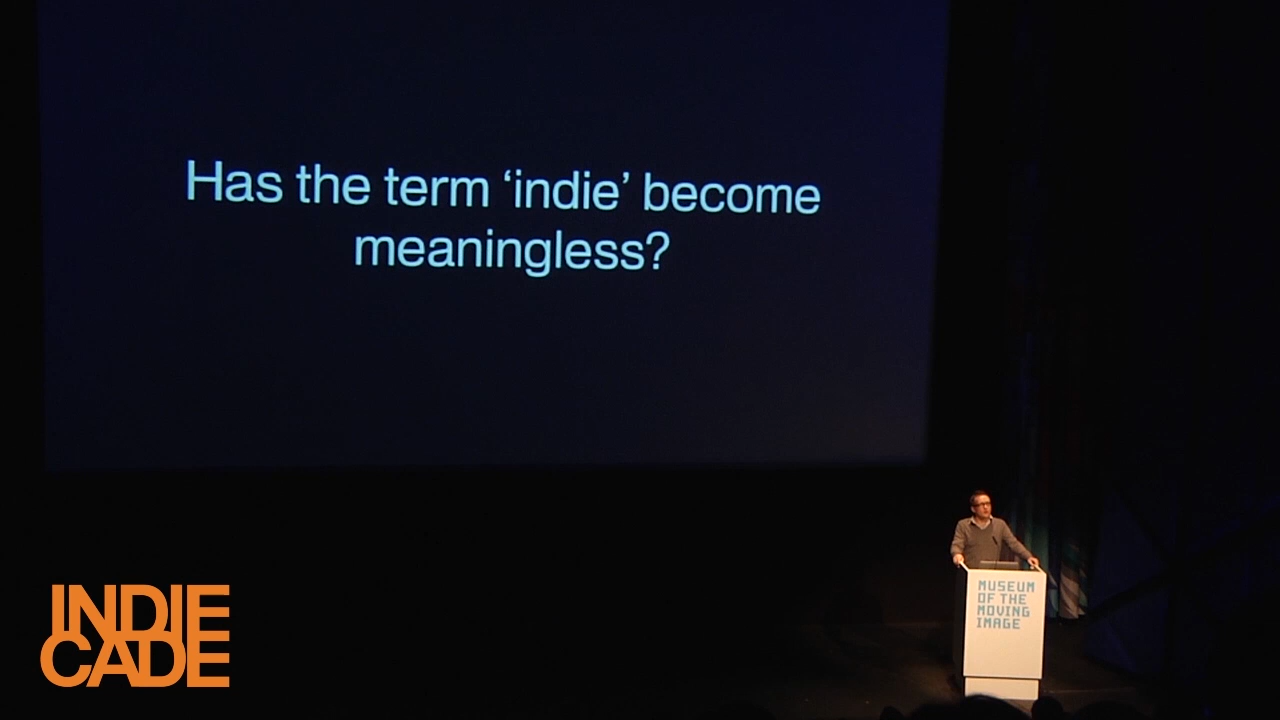 Has the term ‘indie’ become
meaningless?
MUSEUM
OF THE
MOVING
IMAGE
INDIE
CADE